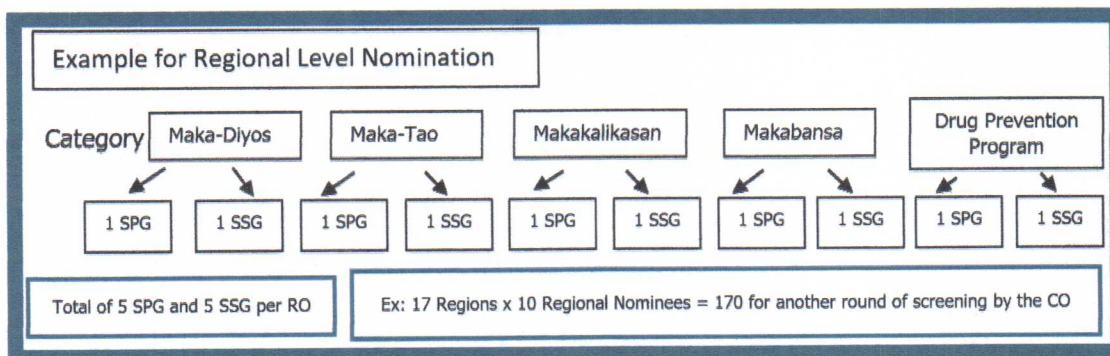 Example for Regional Level Nomination
Category
Maka-Diyos
Maka-Tao
Makakalikasan
Makabansa
Drug Prevention
Program
1 SPG
1 SSG
1 SPG
1 SSG
1 SPG
1 SSG
1 SPG
1 SSG
1 SPG
1 SSG
Total of 5 SPG and 5 SSG per RO
Ex: 17 Regions x 10 Regional Nominees = 170 for another round of screening by the CO